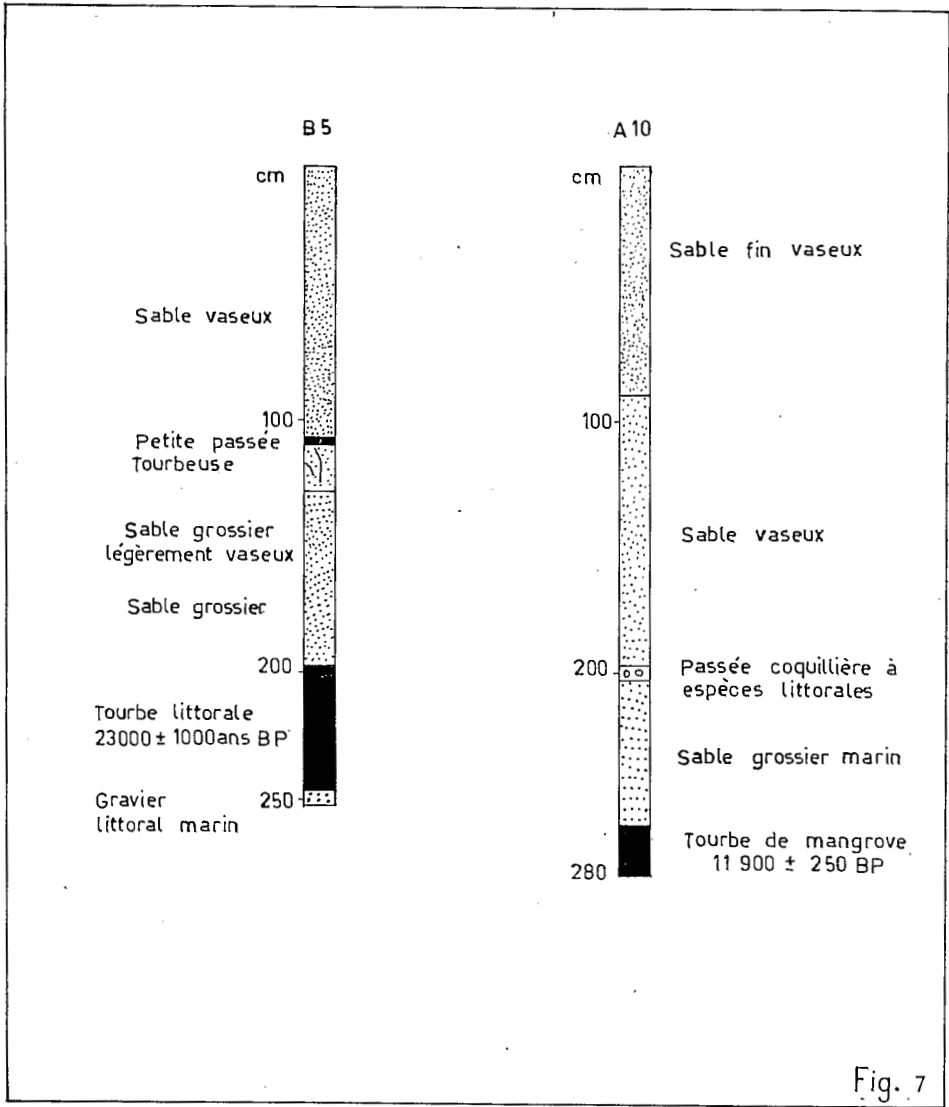 B 5
cm
Sable vaseux
100
Petite passée
Tourbeuse
Sable grossier
légèrement vaseux
Sable grossier
200
Tourbe littorale
23000 ± 1000 ans BP
Gravier
littoral marin
250
A 10
cm
Sable fin vaseux
100
Sable vaseux
200
Passée coquillière à
espèces littorales
Sable grossier marin
Tourbe de mangrove
11 900 ± 250 BP
280
Fig. 7